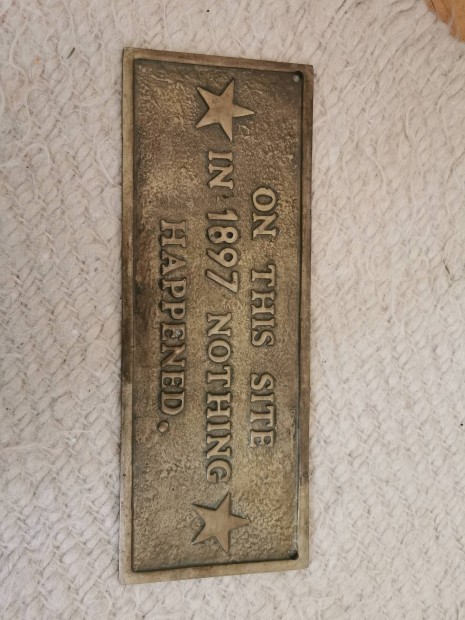 ON THIS SITE
IN 1897 NOTHING
HAPPENED.